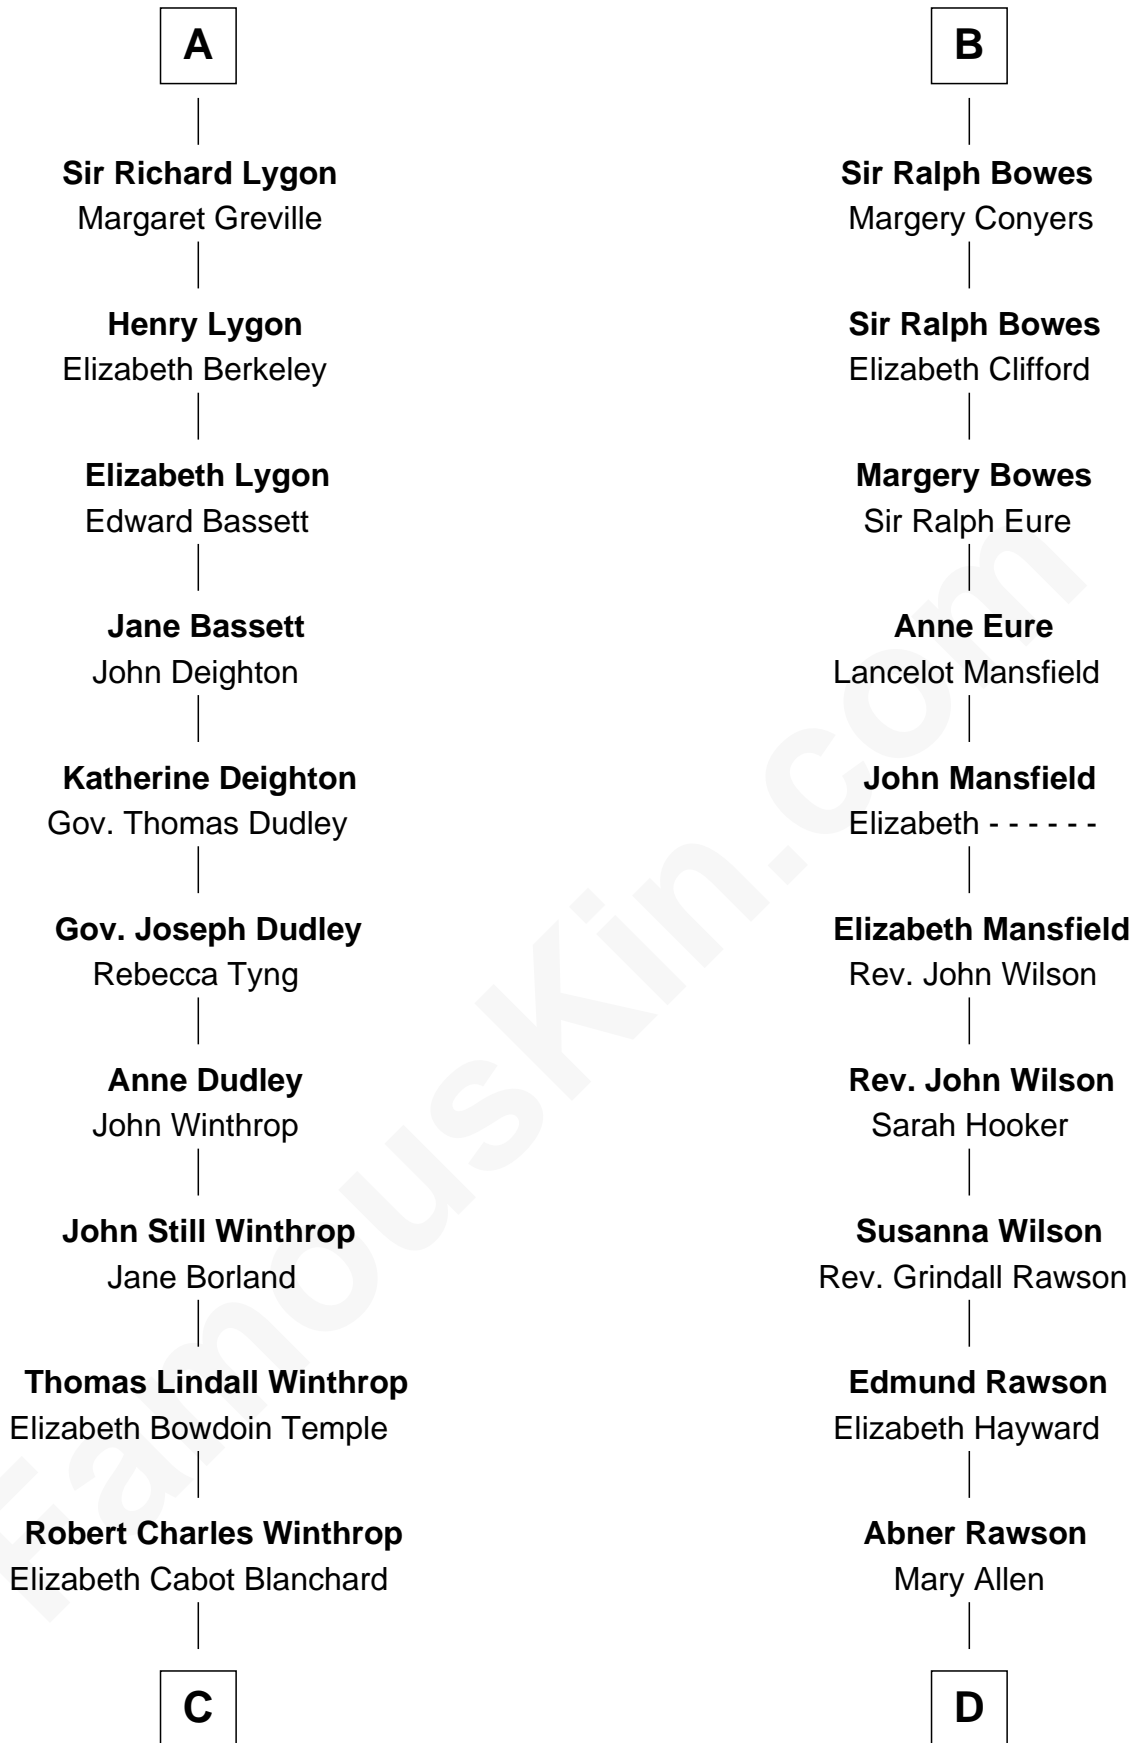 A
Sir Richard Lygon
Margaret Greville
Henry Lygon
Elizabeth Berkeley
Elizabeth Lygon
Edward Bassett
Jane Bassett
John Deighton
Katherine Deighton
Gov. Thomas Dudley
Gov. Joseph Dudley
Rebecca Tyng
Anne Dudley
John Winthrop
John Still Winthrop
Jane Borland
Thomas Lindall Winthrop
Elizabeth Bowdoin Temple
Robert Charles Winthrop
Elizabeth Cabot Blanchard
C
B
Sir Ralph Bowes
Margery Conyers
Sir Ralph Bowes
Elizabeth Clifford
Margery Bowes
Sir Ralph Eure
Anne Eure
Lancelot Mansfield
John Mansfield
Elizabeth - - - - - -
Elizabeth Mansfield
Rev. John Wilson
Rev. John Wilson
Sarah Hooker
Susanna Wilson
Rev. Grindall Rawson
Edmund Rawson
Elizabeth Hayward
Abner Rawson
Mary Allen
D
FamousKin.com